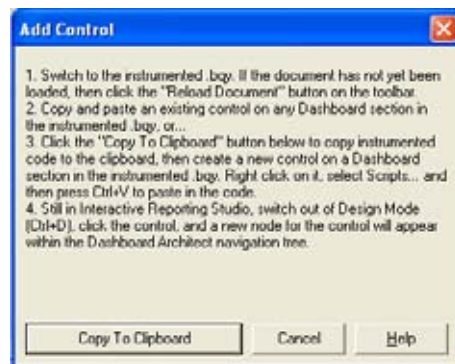 Add Control
1. Switch to the instrumented .bqy. If the document has not yet been
loaded, then click the "Reload Document" button on the toolbar.
2. Copy and paste an existing control on any Dashboard section in
the instrumented .bqy, or...
3. Click the "Copy To Clipboard" button below to copy instrumented
code to the clipboard, then create a new control on a Dashboard
section in the instrumented .bqy. Right click on it, select Scripts... and
then press Ctrl+V to paste in the code.
4. Still in Interactive Reporting Studio, switch out of Design Mode
(Ctrl+D), click the control, and a new node for the control will appear
within the Dashboard Architect navigation tree.
Copy To Clipboard Cancel Help